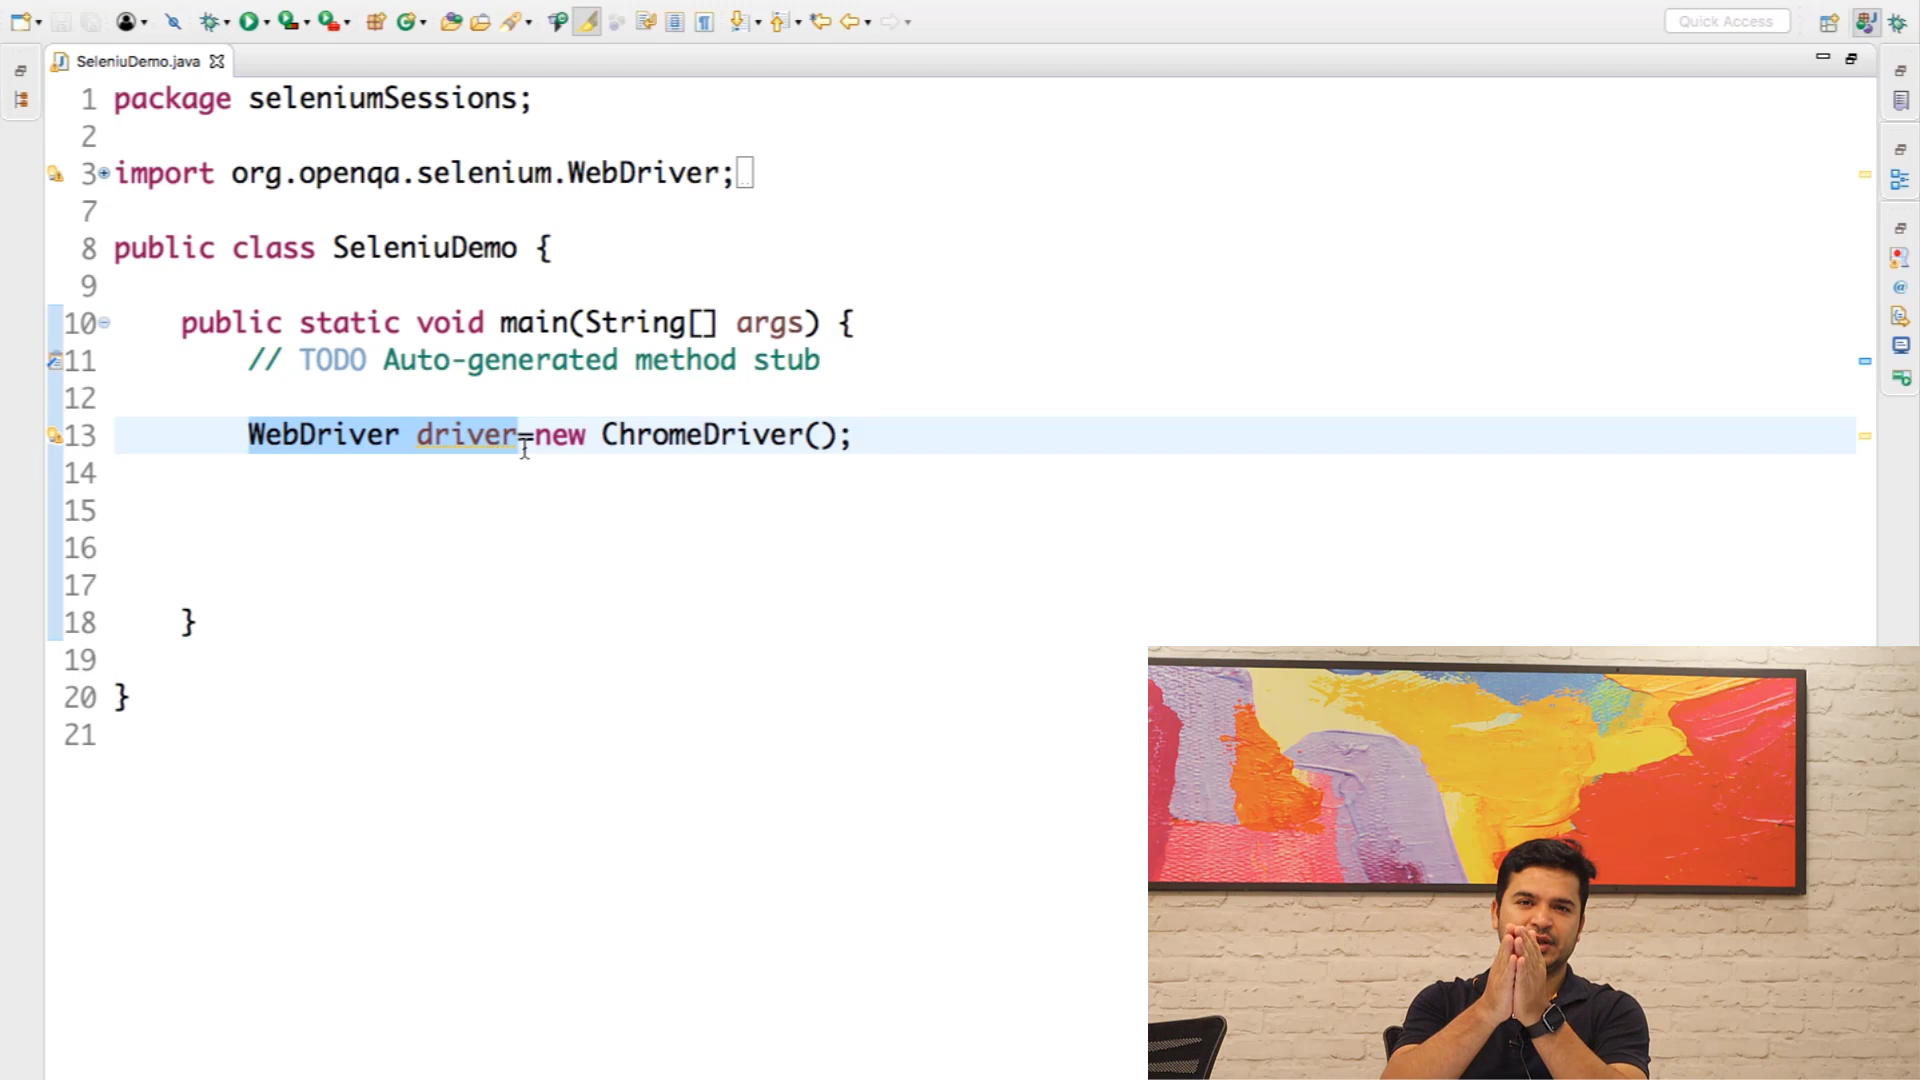 Quick Access
SeleniuDemo.java
1 package seleniumSessions;
2
3 import org.openqa.selenium.WebDriver;
7
8 public class SeleniuDemo {
9
10 public static void main(String[] args) {
11 // TODO Auto-generated method stub
12
13 WebDriver driver=new ChromeDriver();
14
15
16
17
18 }
19
20 }
21